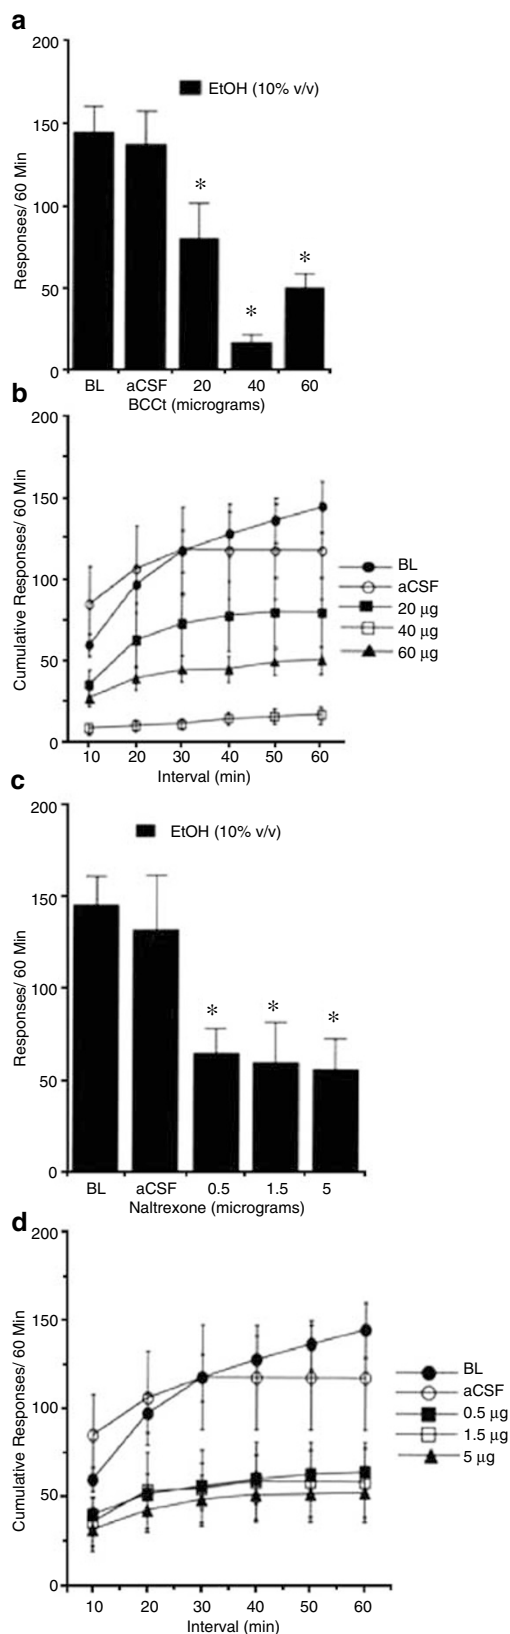 a
200
EtOH (10% v/v)
150
*
100
*
*
50
0
Responses/ 60 Min
BL aCSF 20 40 60
BCCt (micrograms)
b
200
150
100
50
0
Cumulative Responses/ 60 Min
BL
aCSF
20 µg
40 µg
60 µg
10 20 30 40 50 60
Interval (min)
c
200
EtOH (10% v/v)
150
100
* * *
50
0
Responses/ 60 Min
BL aCSF 0.5 1.5 5
Naltrexone (micrograms)
d
200
150
100
50
0
Cumulative Responses/ 60 Min
BL
aCSF
0.5 µg
1.5 µg
5 µg
10 20 30 40 50 60
Interval (min)